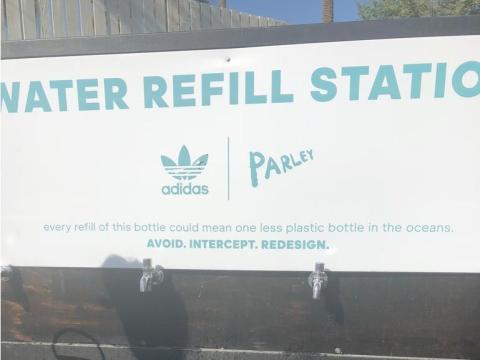 WATER REFILL STATIO
adidas
PARLEY
every refill of this bottle could mean one less plastic bottle in the oceans.
AVOID. INTERCEPT. REDESIGN.